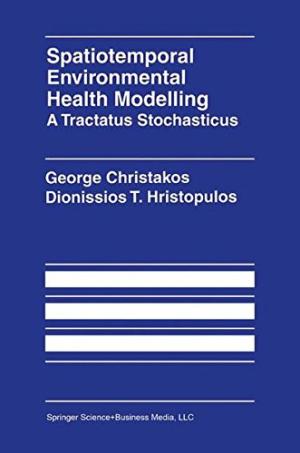 Spatiotemporal
Environmental
Health Modelling
A Tractatus Stochasticus
George Christakos
Dionissios T. Hristopulos
Springer Science+Business Media, LLC